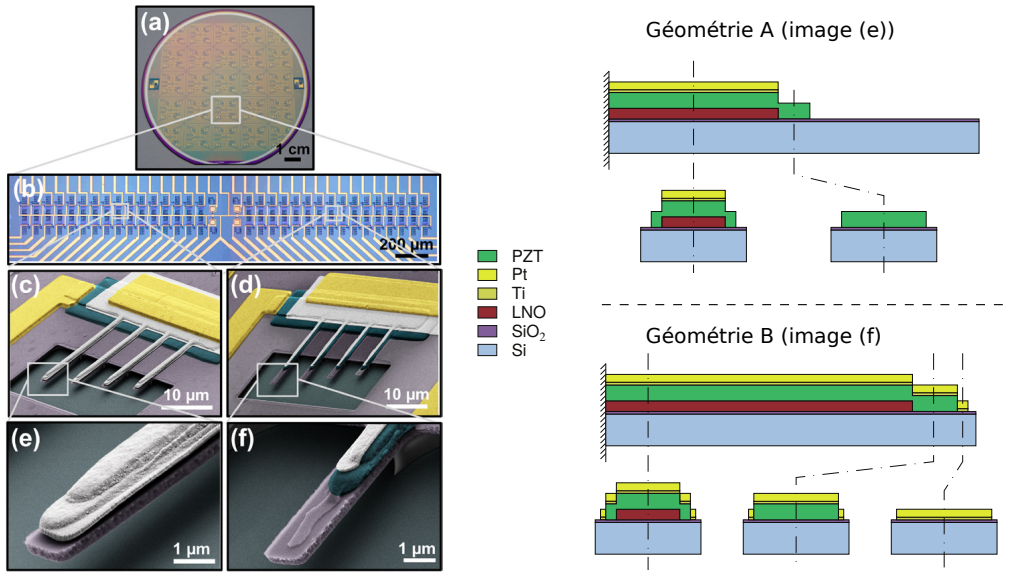 (a)
1 cm
(b)
200 µm
(c)
10 µm
(d)
10 µm
(e)
1 µm
(f)
1 µm
PZT
Pt
Ti
LNO
SiO2
Si
Géométrie A (image (e))
Géométrie B (image (f)